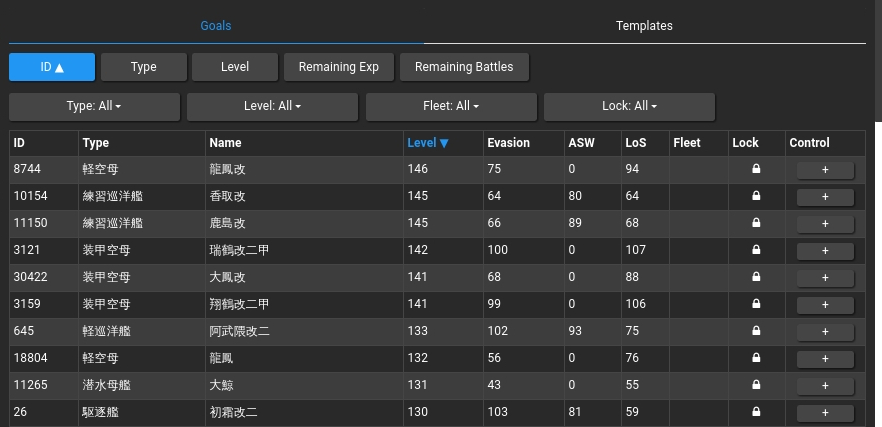 Goals Templates
ID ▲ Type Level Remaining Exp Remaining Battles
Type: All Level: All Fleet: All Lock: All
ID Type Name Level ▼ Evasion ASW LoS Fleet Lock Control
8744 軽空母 龍鳳改 146 75 0 94 +
10154 練習巡洋艦 香取改 145 64 80 64 +
11150 練習巡洋艦 鹿島改 145 66 89 68 +
3121 装甲空母 瑞鶴改二甲 142 100 0 107 +
30422 装甲空母 大鳳改 141 68 0 88 +
3159 装甲空母 翔鶴改二甲 141 99 0 106 +
645 軽巡洋艦 阿武隈改二 133 102 93 75 +
18804 軽空母 龍鳳 132 56 0 76 +
11265 潜水母艦 大鯨 131 43 0 55 +
26 駆逐艦 初霜改二 130 103 81 59 +